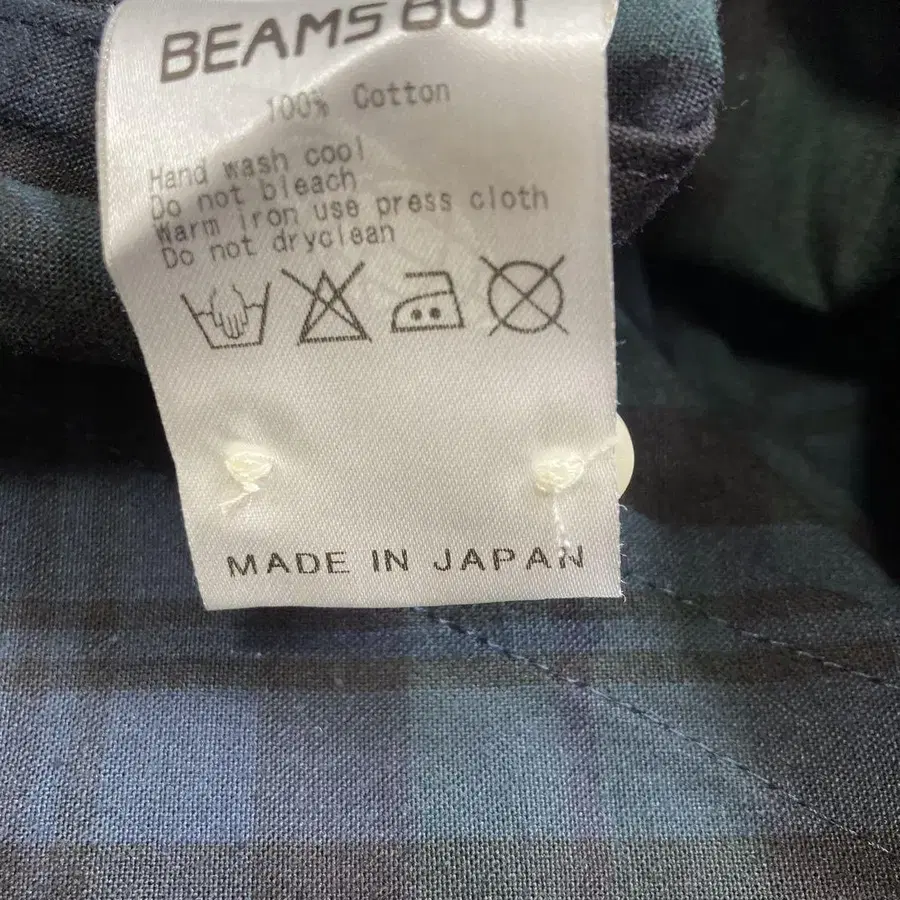 BEAMS BOY
100% Cotton
Hand wash cool
Do not bleach
Warm iron use press cloth
Do not dryclean
MADE IN JAPAN